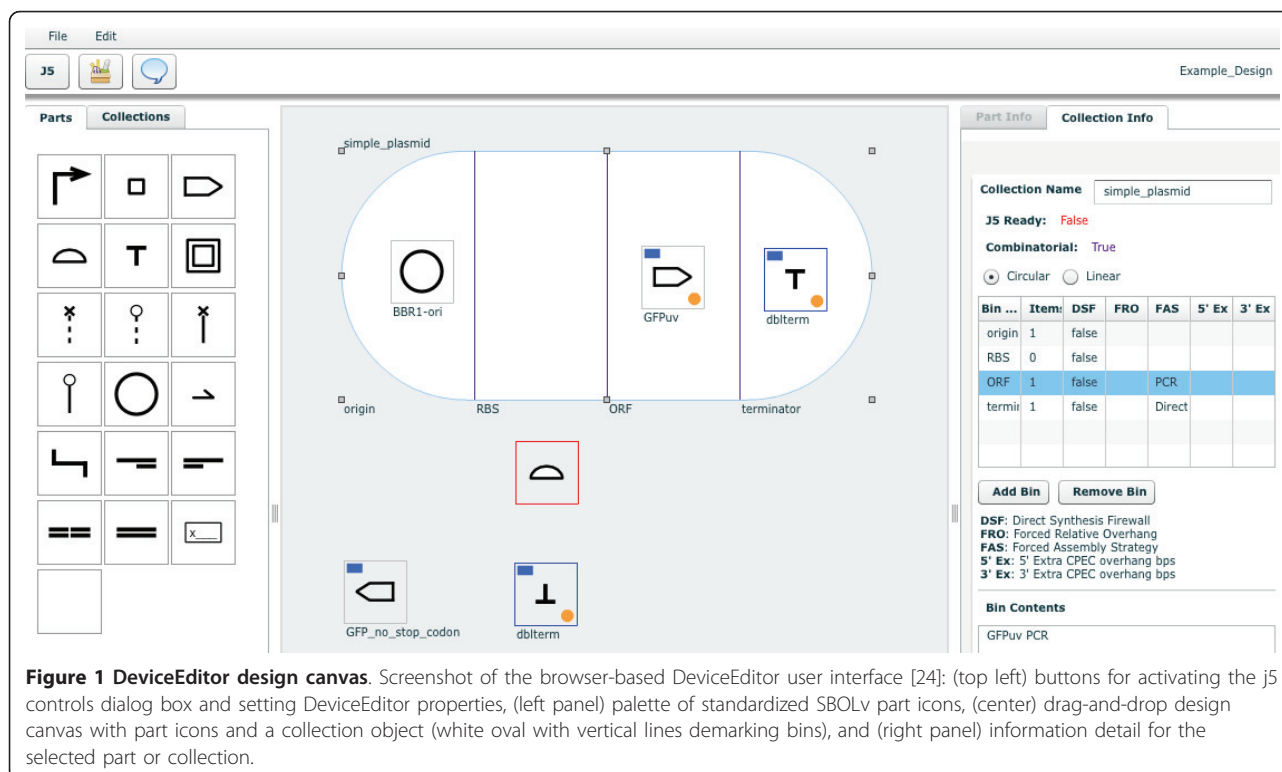 File Edit
J5
Example_Design
Parts Collections
T
x___
simple_plasmid
BBR1-ori
GFPuv
T
dblterm
origin RBS ORF terminator
GFP_no_stop_codon
dblterm
Part Info Collection Info
Collection Name simple_plasmid
J5 Ready: False
Combinatorial: True
Circular Linear
Bin ... Item: DSF FRO FAS 5' Ex 3' Ex
origin 1 false
RBS 0 false
ORF 1 false PCR
termin 1 false Direct
Add Bin Remove Bin
DSF: Direct Synthesis Firewall
FRO: Forced Relative Overhang
FAS: Forced Assembly Strategy
5' Ex: 5' Extra CPEC overhang bps
3' Ex: 3' Extra CPEC overhang bps
Bin Contents
GFPuv PCR
Figure 1 DeviceEditor design canvas. Screenshot of the browser-based DeviceEditor user interface [24]: (top left) buttons for activating the j5
controls dialog box and setting DeviceEditor properties, (left panel) palette of standardized SBOLv part icons, (center) drag-and-drop design
canvas with part icons and a collection object (white oval with vertical lines demarking bins), and (right panel) information detail for the
selected part or collection.